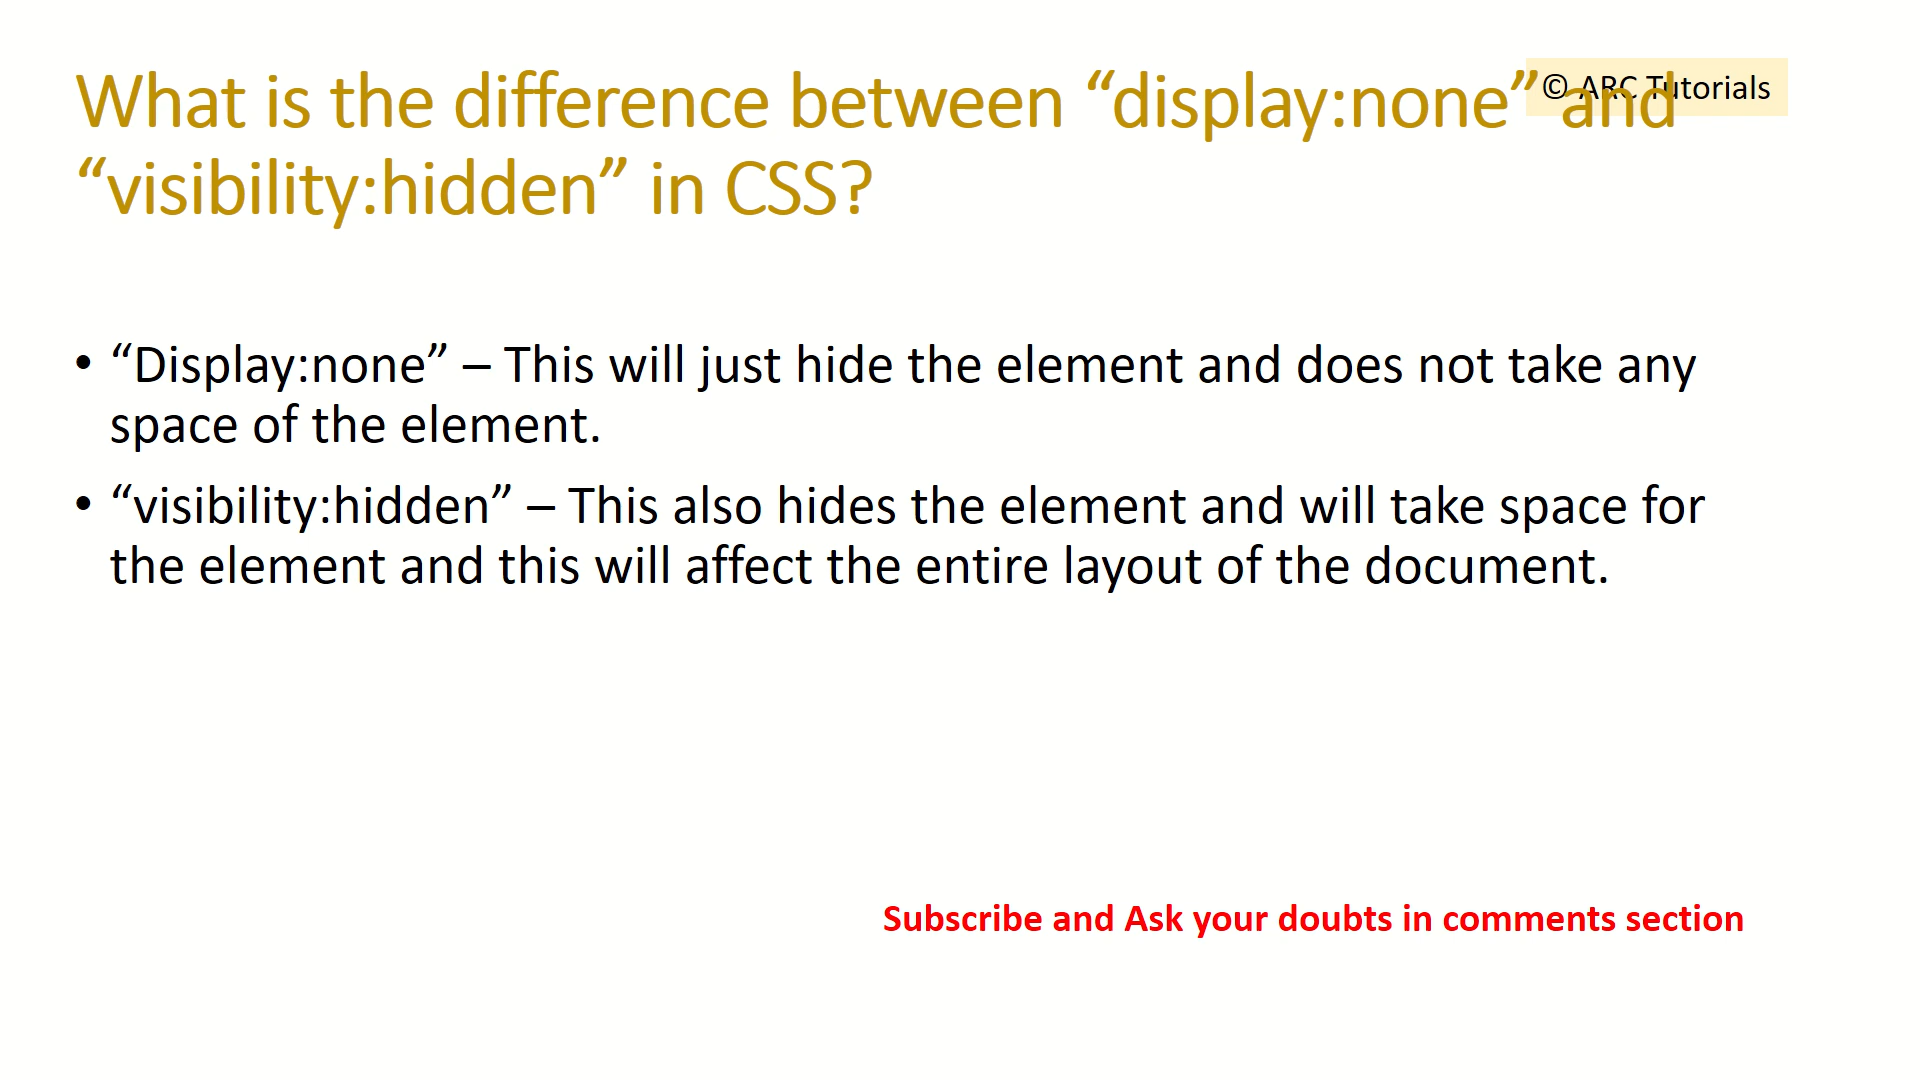 What is the difference between “display:none” and
© ARC Tutorials
“visibility:hidden” in CSS?
• “Display:none” – This will just hide the element and does not take any
space of the element.
• “visibility:hidden” – This also hides the element and will take space for
the element and this will affect the entire layout of the document.
Subscribe and Ask your doubts in comments section